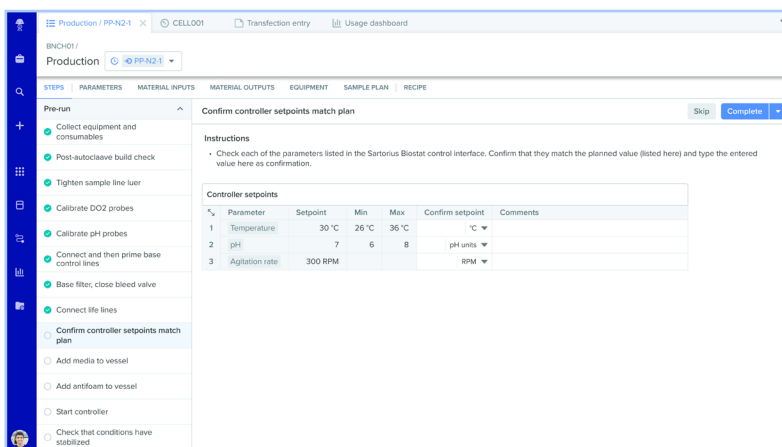 Production / PP-N2-1
CELL001
Transfection entry
Usage dashboard
BNCH01 /
Production
PP-N2-1
STEPS PARAMETERS MATERIAL INPUTS MATERIAL OUTPUTS EQUIPMENT SAMPLE PLAN RECIPE
Pre-run
Collect equipment and
consumables
Post-autoclaave build check
Tighten sample line luer
Calibrate DO2 probes
Calibrate pH probes
Connect and then prime base
control lines
Base filter, close bleed valve
Connect life lines
Confirm controller setpoints match
plan
Add media to vessel
Add antifoam to vessel
Start controller
Check that conditions have
stabilized
Confirm controller setpoints match plan
Skip
Complete
Instructions
• Check each of the parameters listed in the Sartorius Biostat control interface. Confirm that they match the planned value (listed here) and type the entered
value here as confirmation.
Controller setpoints
Parameter Setpoint Min Max Confirm setpoint Comments
1 Temperature 30 °C 26 °C 36 °C °C
2 pH 7 6 8 pH units
3 Agitation rate 300 RPM RPM